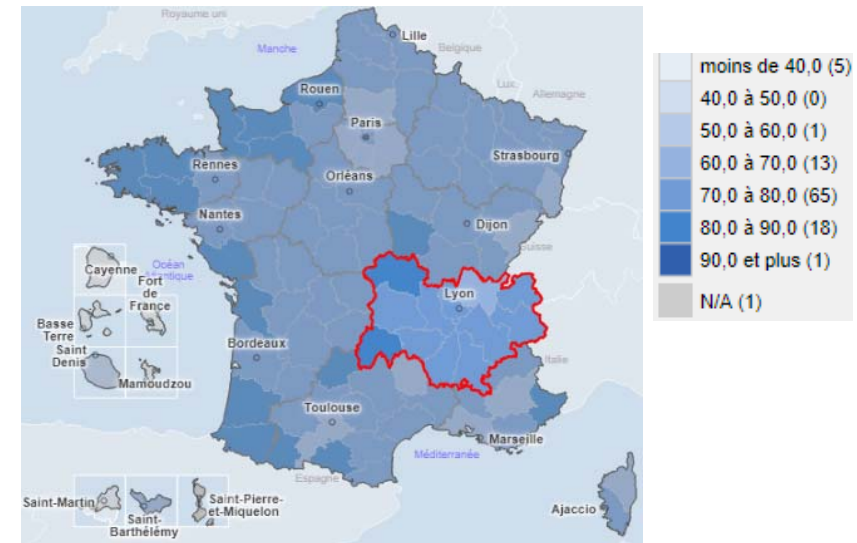 Royaume uni
Lille
Manche
Belgique
Lux.
Allemagne
Rouen
Paris
Strasbourg
Rennes
Orléans
Nantes
Dijon
Suisse
Océan
Atlantique
Cayenne
Fort
de
France
Lyon
Basse
Terre
Saint
Denis
Mamoudzou
Bordeaux
Italie
Toulouse
Marseille
Méditerranée
Espagne
Saint-Martin
Saint-
Barthélémy
Saint-Pierre-
et-Miquelon
Ajaccio
moins de 40,0 (5)
40,0 à 50,0 (0)
50,0 à 60,0 (1)
60,0 à 70,0 (13)
70,0 à 80,0 (65)
80,0 à 90,0 (18)
90,0 et plus (1)
N/A (1)